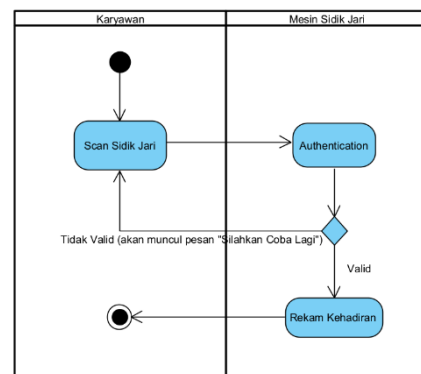 Karyawan
Mesin Sidik Jari
Scan Sidik Jari
Authentication
Tidak Valid (akan muncul pesan "Silahkan Coba Lagi")
Valid
Rekam Kehadiran